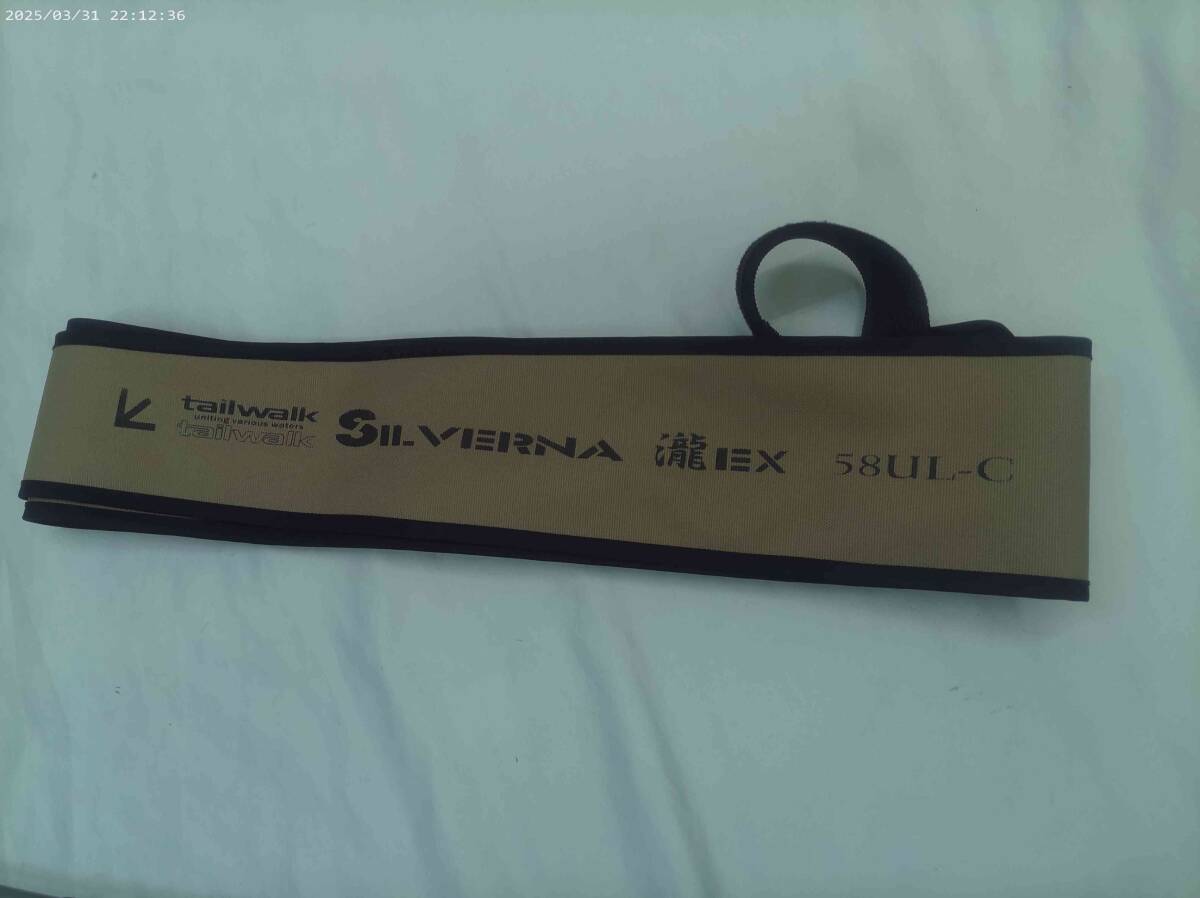 2025/03/31 22:12:36
tailwalk
uniting various waters
tailwalk
SILVERNA 瀧EX 58UL-C